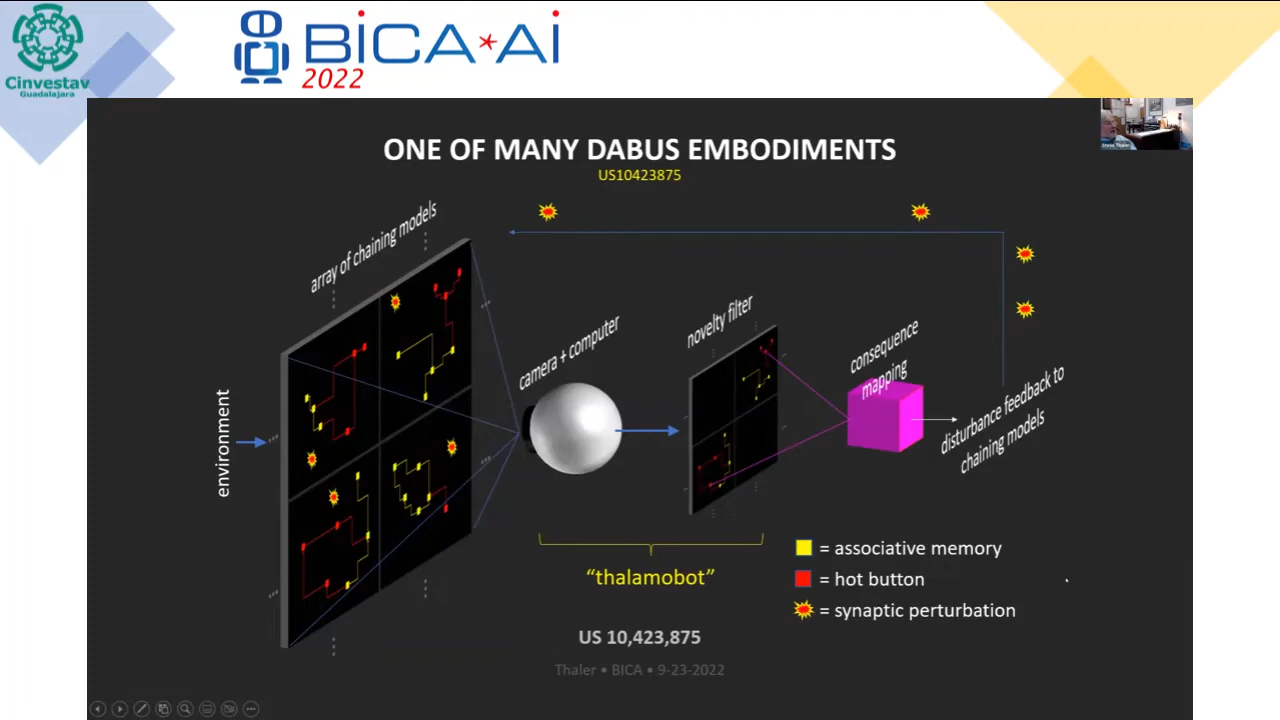 Cinvestav
Guadalajara
BiCA*Ai
2022
Steve Thaler
ONE OF MANY DABUS EMBODIMENTS
US10423875
array of chaining models
camera + computer
novelty filter
consequence
mapping
environment
disturbance feedback to
chaining models
"thalamobot"
= associative memory
= hot button
= synaptic perturbation
US 10,423,875
Thaler • BICA • 9-23-2022